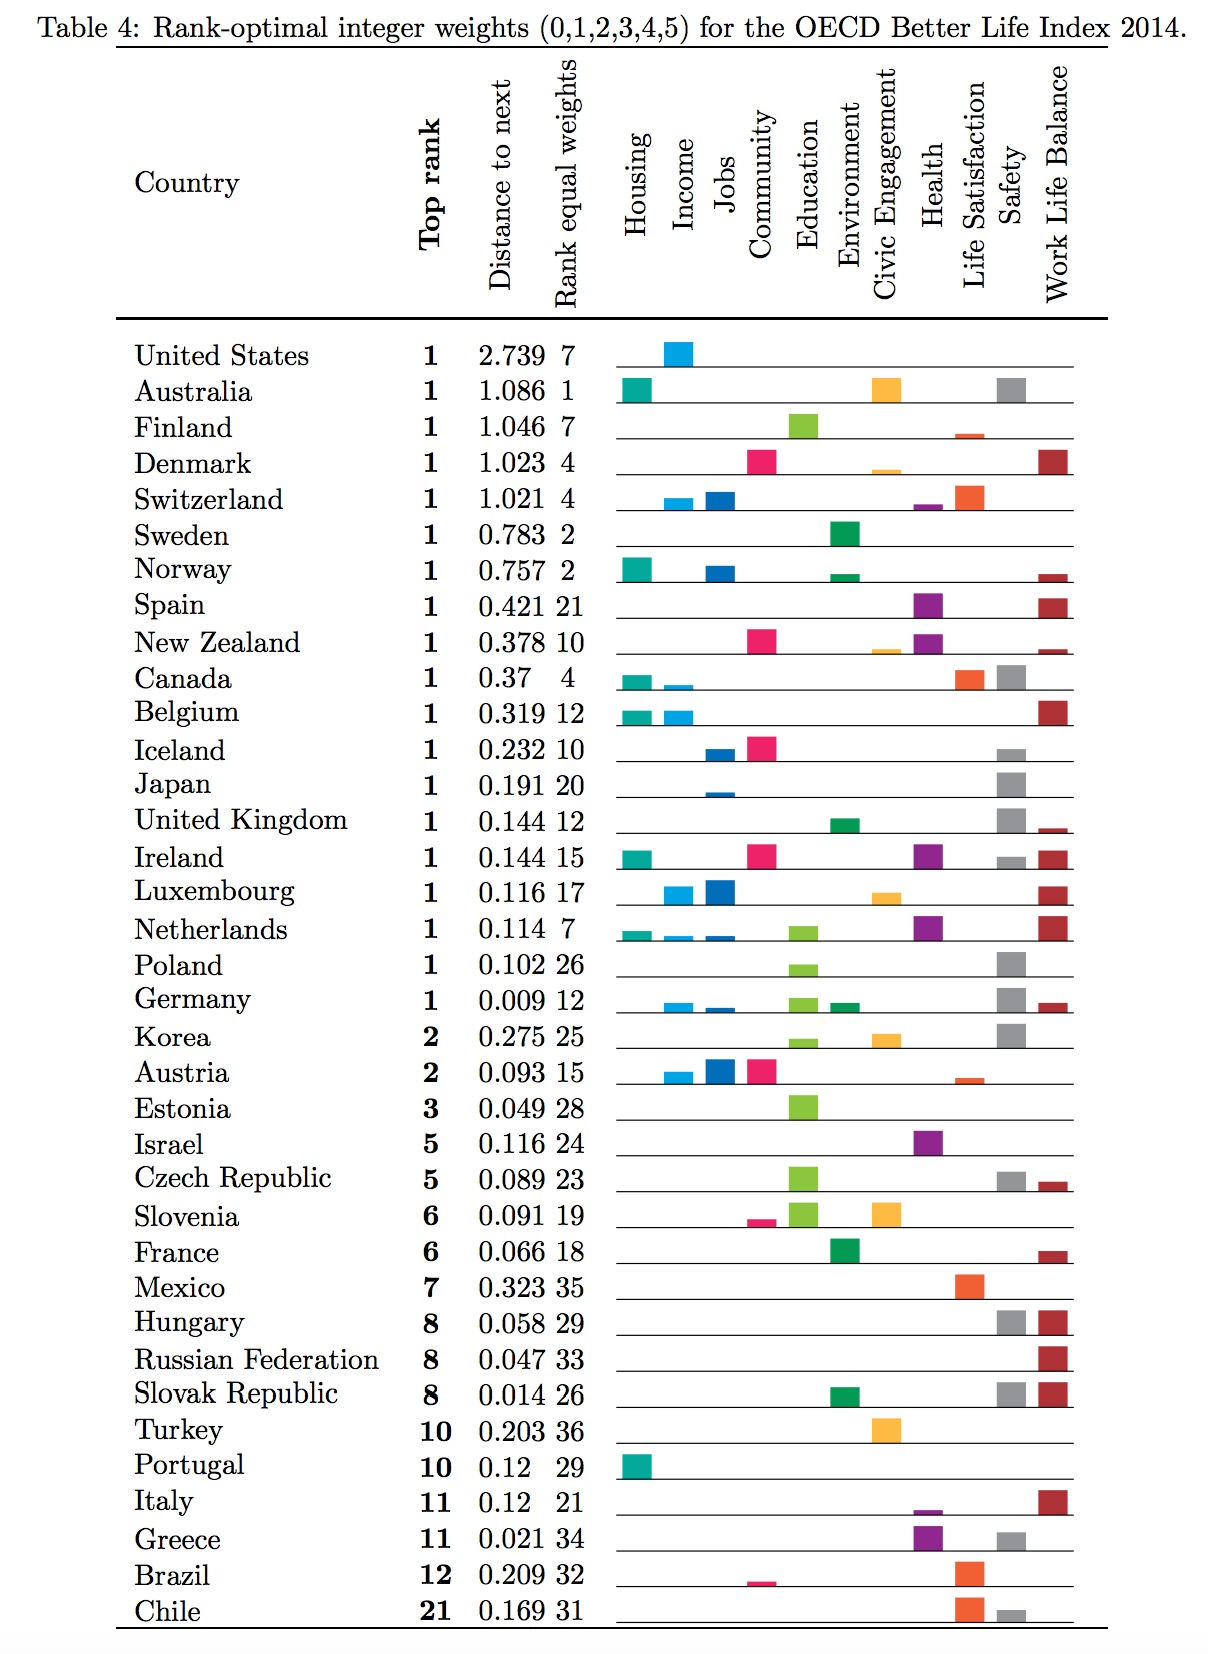 Table 4: Rank-optimal integer weights (0,1,2,3,4,5) for the OECD Better Life Index 2014.
Country Top rank Distance to next Rank equal weights Housing Income Jobs Community Education Environment Civic Engagement Health Life Satisfaction Safety Work Life Balance
United States 1 2.739 7
Australia 1 1.086 1
Finland 1 1.046 7
Denmark 1 1.023 4
Switzerland 1 1.021 4
Sweden 1 0.783 2
Norway 1 0.757 2
Spain 1 0.421 21
New Zealand 1 0.378 10
Canada 1 0.37 4
Belgium 1 0.319 12
Iceland 1 0.232 10
Japan 1 0.191 20
United Kingdom 1 0.144 12
Ireland 1 0.144 15
Luxembourg 1 0.116 17
Netherlands 1 0.114 7
Poland 1 0.102 26
Germany 1 0.009 12
Korea 2 0.275 25
Austria 2 0.093 15
Estonia 3 0.049 28
Israel 5 0.116 24
Czech Republic 5 0.089 23
Slovenia 6 0.091 19
France 6 0.066 18
Mexico 7 0.323 35
Hungary 8 0.058 29
Russian Federation 8 0.047 33
Slovak Republic 8 0.014 26
Turkey 10 0.203 36
Portugal 10 0.12 29
Italy 11 0.12 21
Greece 11 0.021 34
Brazil 12 0.209 32
Chile 21 0.169 31